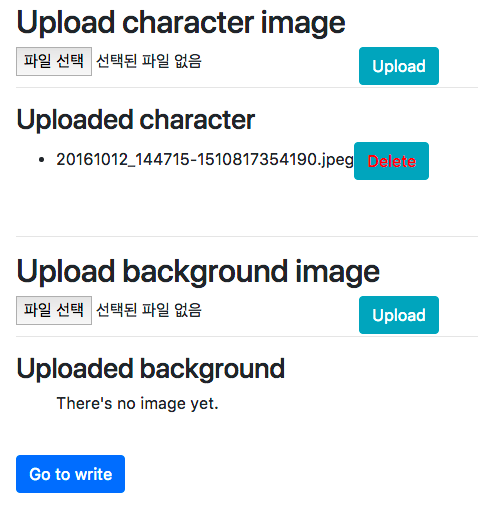 Upload character image
파일 선택 선택된 파일 없음 Upload
Uploaded character
• 20161012_144715-1510817354190.jpeg Delete
Upload background image
파일 선택 선택된 파일 없음 Upload
Uploaded background
There's no image yet.
Go to write